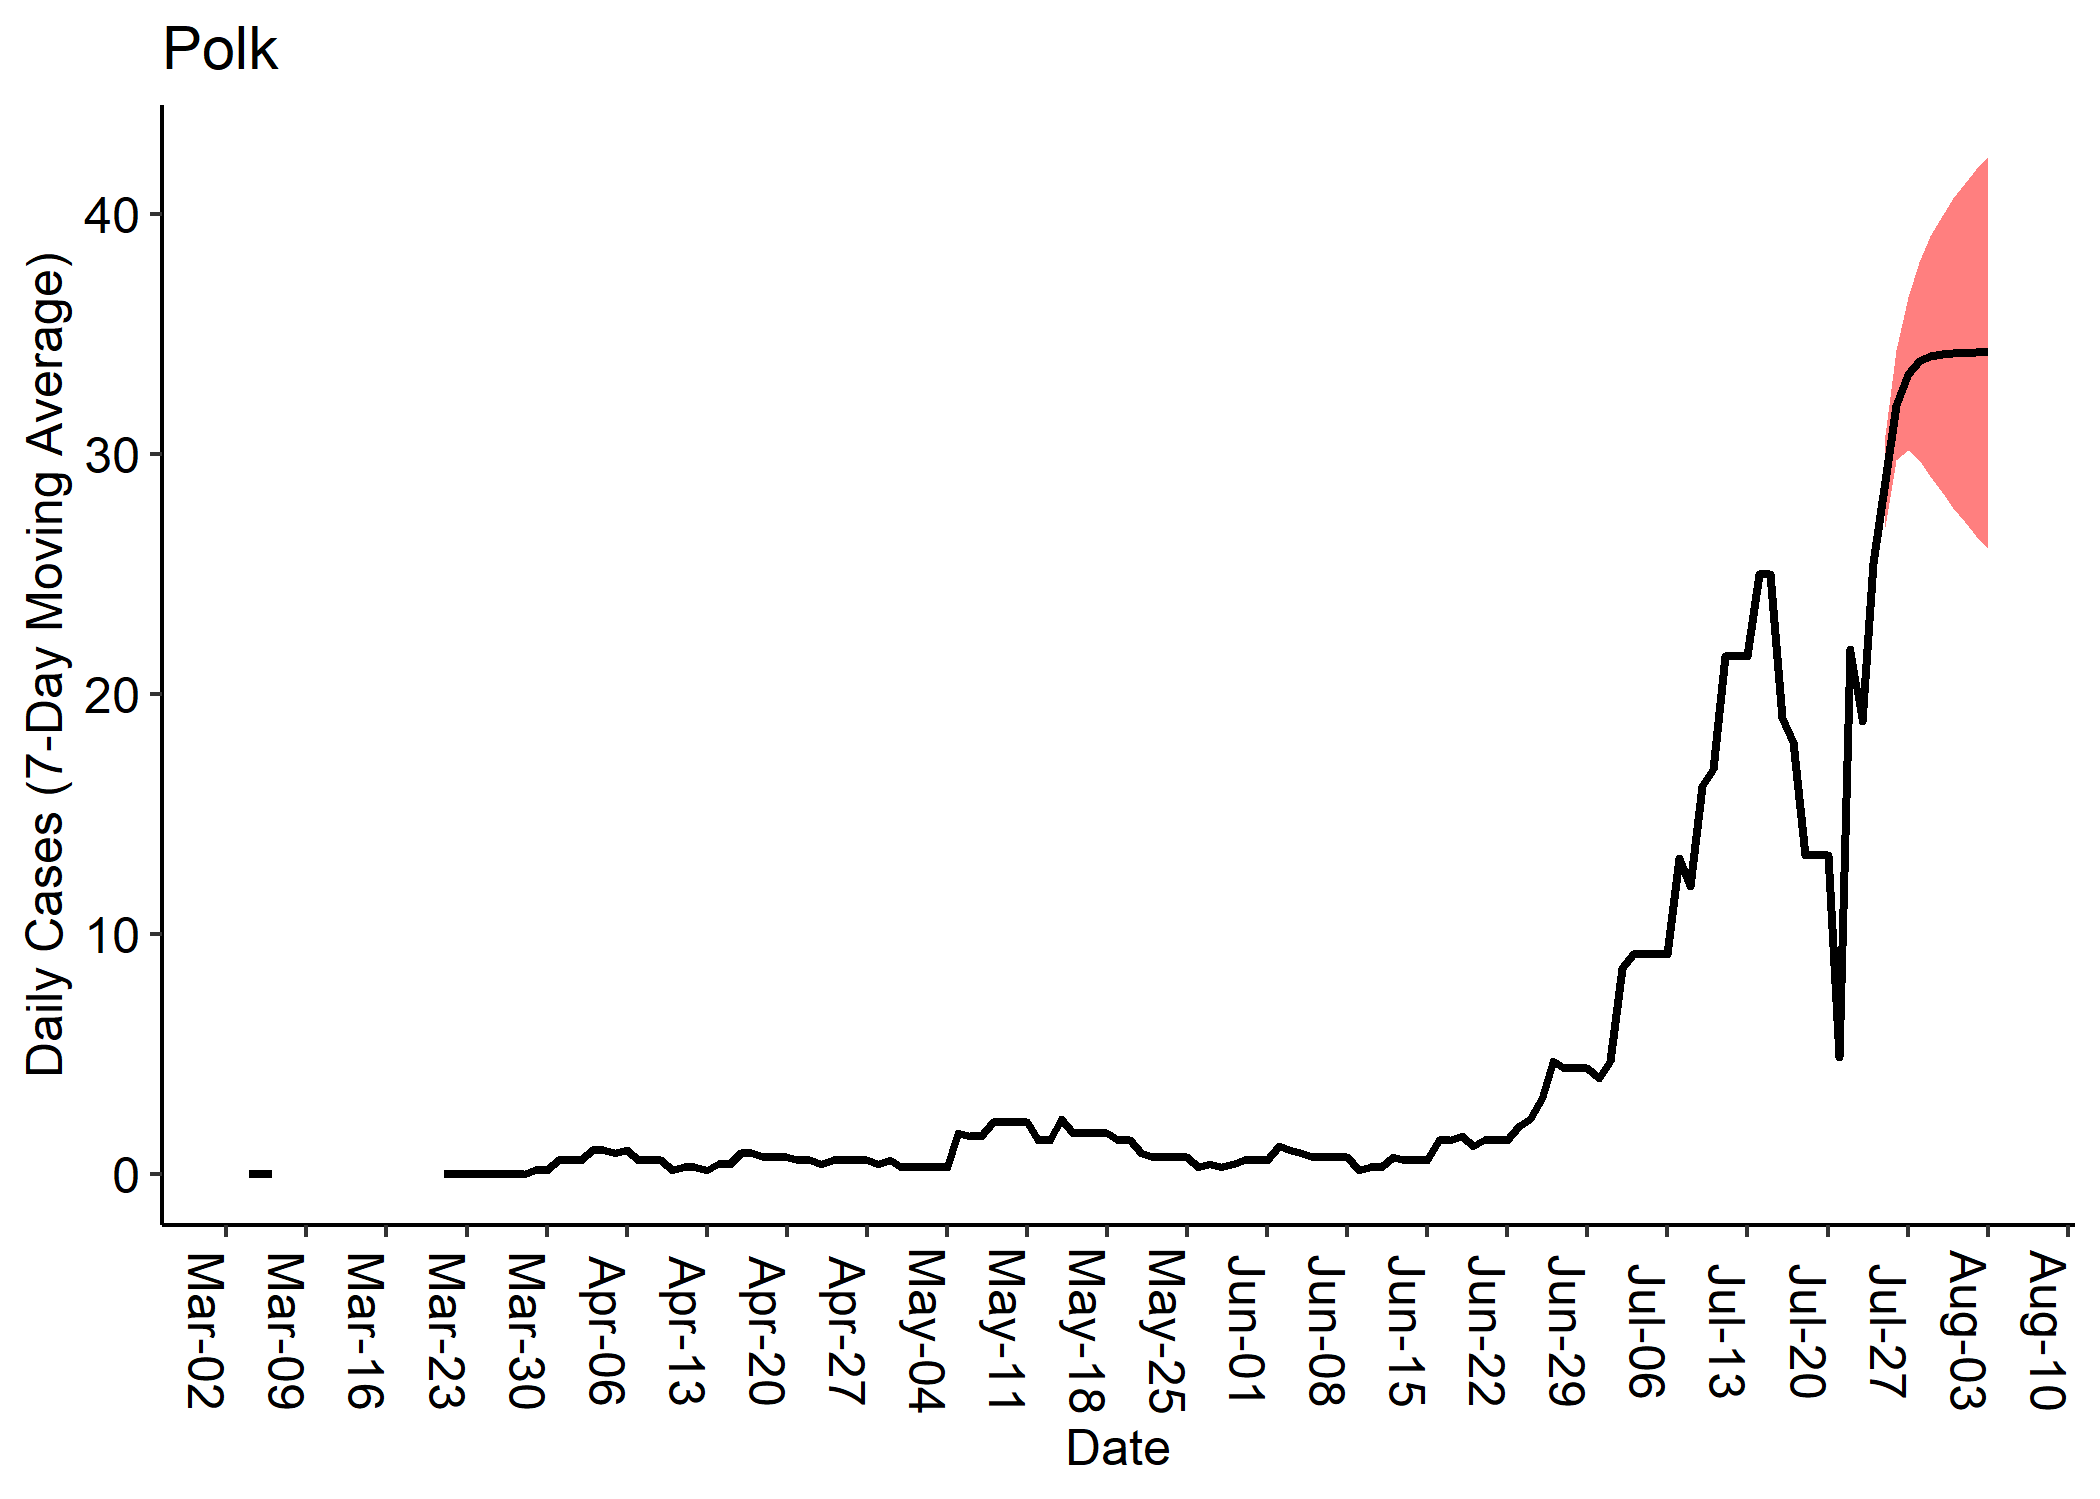 Polk
Daily Cases (7-Day Moving Average)
40
30
20
10
0
Mar-02
Mar-09
Mar-16
Mar-23
Mar-30
Apr-06
Apr-13
Apr-20
Apr-27
May-04
May-11
May-18
May-25
Jun-01
Jun-08
Jun-15
Jun-22
Jun-29
Jul-06
Jul-13
Jul-20
Jul-27
Aug-03
Aug-10
Date